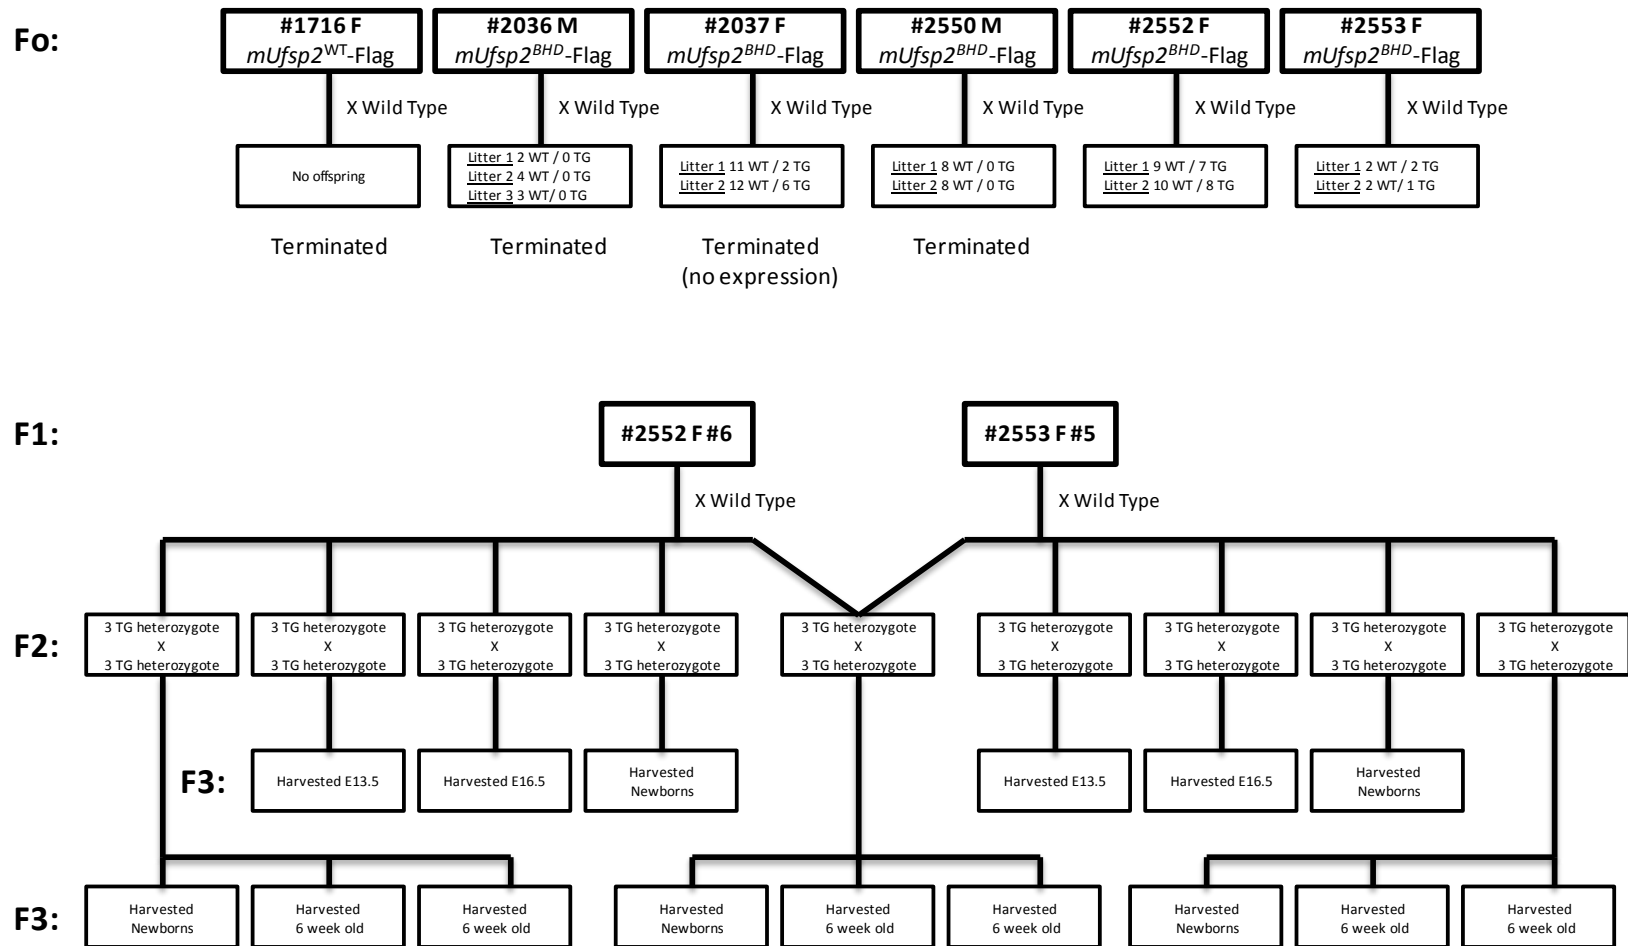 Fo:
#1716 F
mUfsp2WT-Flag
#2036 M
mUfsp2BHD-Flag
#2037 F
mUfsp2BHD-Flag
#2550 M
mUfsp2BHD-Flag
#2552 F
mUfsp2BHD-Flag
#2553 F
mUfsp2BHD-Flag
X Wild Type
X Wild Type
X Wild Type
X Wild Type
X Wild Type
X Wild Type
No offspring
Litter 1 2 WT / 0 TG
Litter 2 4 WT / 0 TG
Litter 3 3 WT/ 0 TG
Litter 1 11 WT / 2 TG
Litter 2 12 WT / 6 TG
Litter 1 8 WT / 0 TG
Litter 2 8 WT / 0 TG
Litter 1 9 WT / 7 TG
Litter 2 10 WT / 8 TG
Litter 1 2 WT / 2 TG
Litter 2 2 WT/ 1 TG
Terminated
Terminated
Terminated
(no expression)
Terminated
F1:
#2552 F #6
#2553 F #5
X Wild Type
X Wild Type
F2:
3 TG heterozygote
X
3 TG heterozygote
3 TG heterozygote
X
3 TG heterozygote
3 TG heterozygote
X
3 TG heterozygote
3 TG heterozygote
X
3 TG heterozygote
3 TG heterozygote
X
3 TG heterozygote
3 TG heterozygote
X
3 TG heterozygote
3 TG heterozygote
X
3 TG heterozygote
3 TG heterozygote
X
3 TG heterozygote
3 TG heterozygote
X
3 TG heterozygote
F3:
Harvested E13.5
Harvested E16.5
Harvested
Newborns
Harvested E13.5
Harvested E16.5
Harvested
Newborns
F3:
Harvested
Newborns
Harvested
6 week old
Harvested
6 week old
Harvested
Newborns
Harvested
6 week old
Harvested
6 week old
Harvested
Newborns
Harvested
6 week old
Harvested
6 week old